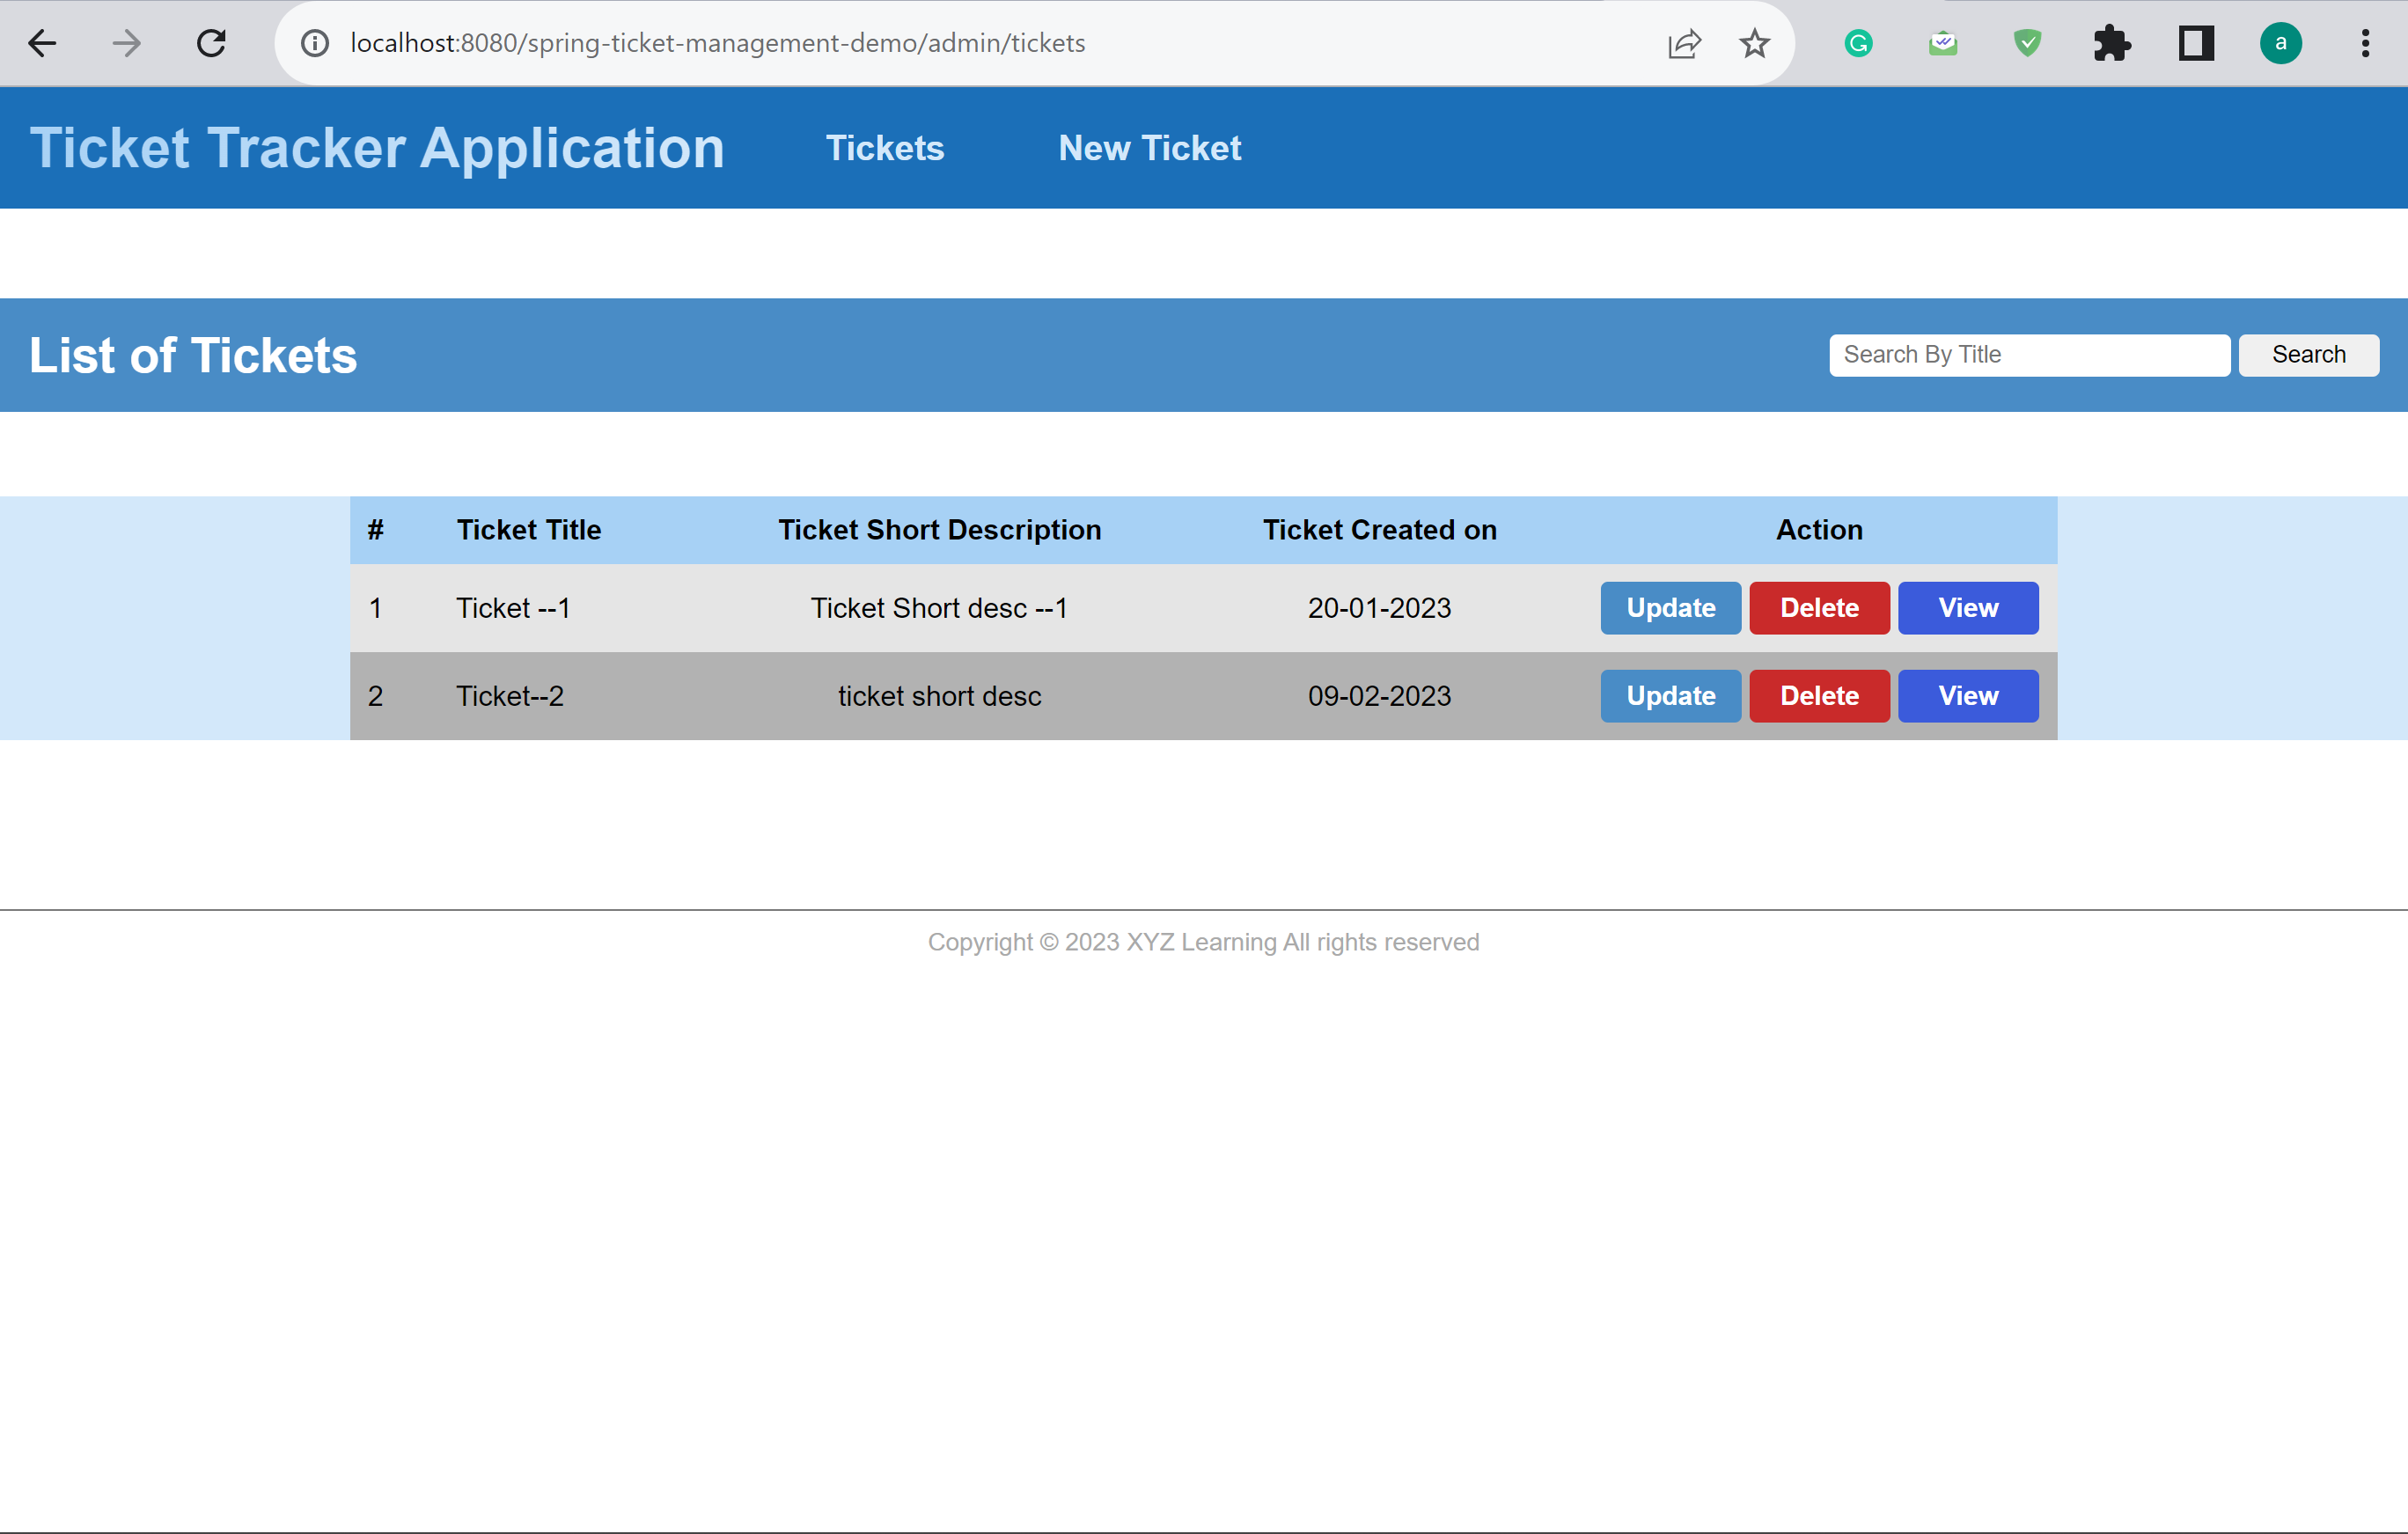 localhost:8080/spring-ticket-management-demo/admin/tickets
a
Ticket Tracker Application Tickets New Ticket
List of Tickets Search By Title Search
# Ticket Title Ticket Short Description Ticket Created on Action
1 Ticket --1 Ticket Short desc --1 20-01-2023 Update Delete View
2 Ticket--2 ticket short desc 09-02-2023 Update Delete View
Copyright © 2023 XYZ Learning All rights reserved